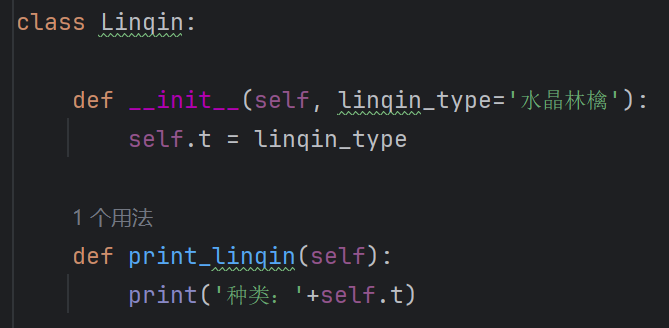 class Linqin:
def __init__(self, linqin_type='水晶林檎'):
self.t = linqin_type
1 个用法
def print_linqin(self):
print('种类：'+self.t)